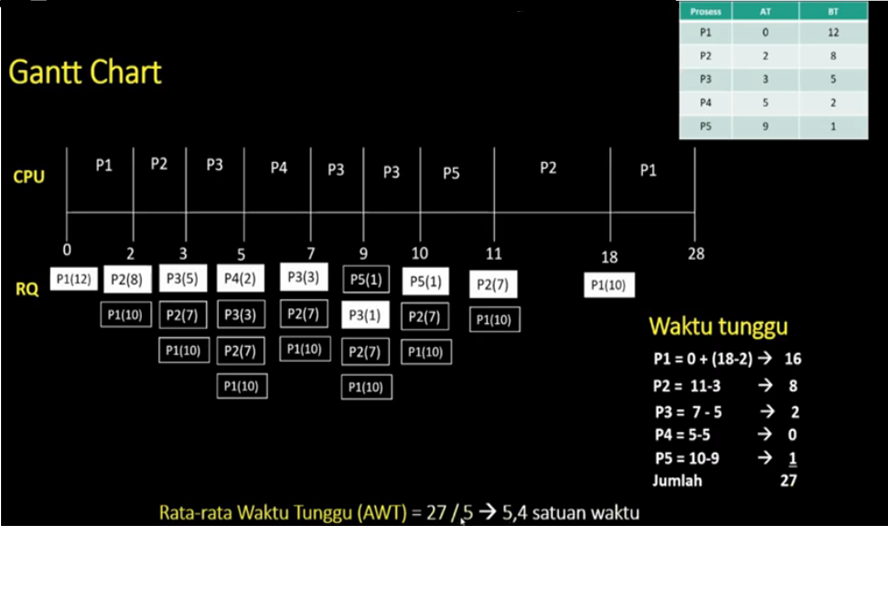 Prosess AT BT
P1 0 12
P2 2 8
P3 3 5
P4 5 2
P5 9 1
Gantt Chart
CPU P1 P2 P3 P4 P3 P3 P5 P2 P1
0 2 3 5 7 9 10 11 18 28
RQ P1(12) P2(8) P3(5) P4(2) P3(3) P5(1) P5(1) P2(7) P1(10)
P1(10) P2(7) P3(3) P2(7) P3(1) P2(7) P1(10)
P1(10) P2(7) P1(10) P2(7) P1(10)
P1(10) P1(10)
Waktu tunggu
P1 = 0 + (18-2) → 16
P2 = 11-3 → 8
P3 = 7 - 5 → 2
P4 = 5-5 → 0
P5 = 10-9 → 1
Jumlah 27
Rata-rata Waktu Tunggu (AWT) = 27 / 5 → 5,4 satuan waktu